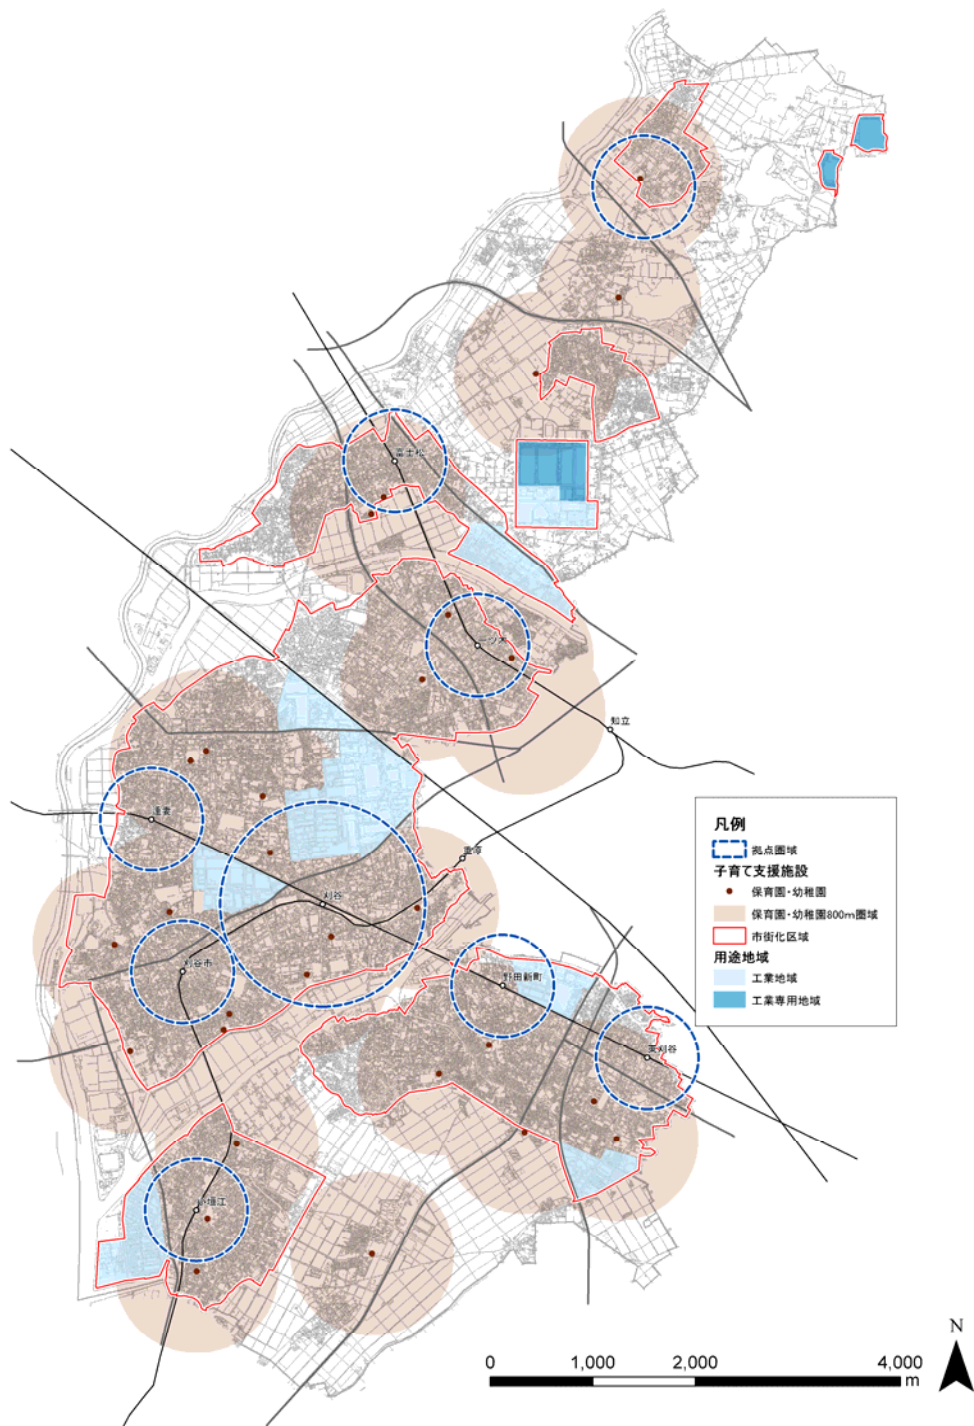 富士松
一ツ木
知立
逢妻
重原
刈谷
刈谷市
野田新町
東刈谷
小垣江
凡例
拠点圏域
子育て支援施設
保育園・幼稚園
保育園・幼稚園800m圏域
市街化区域
用途地域
工業地域
工業専用地域
N
0 1,000 2,000 4,000
m